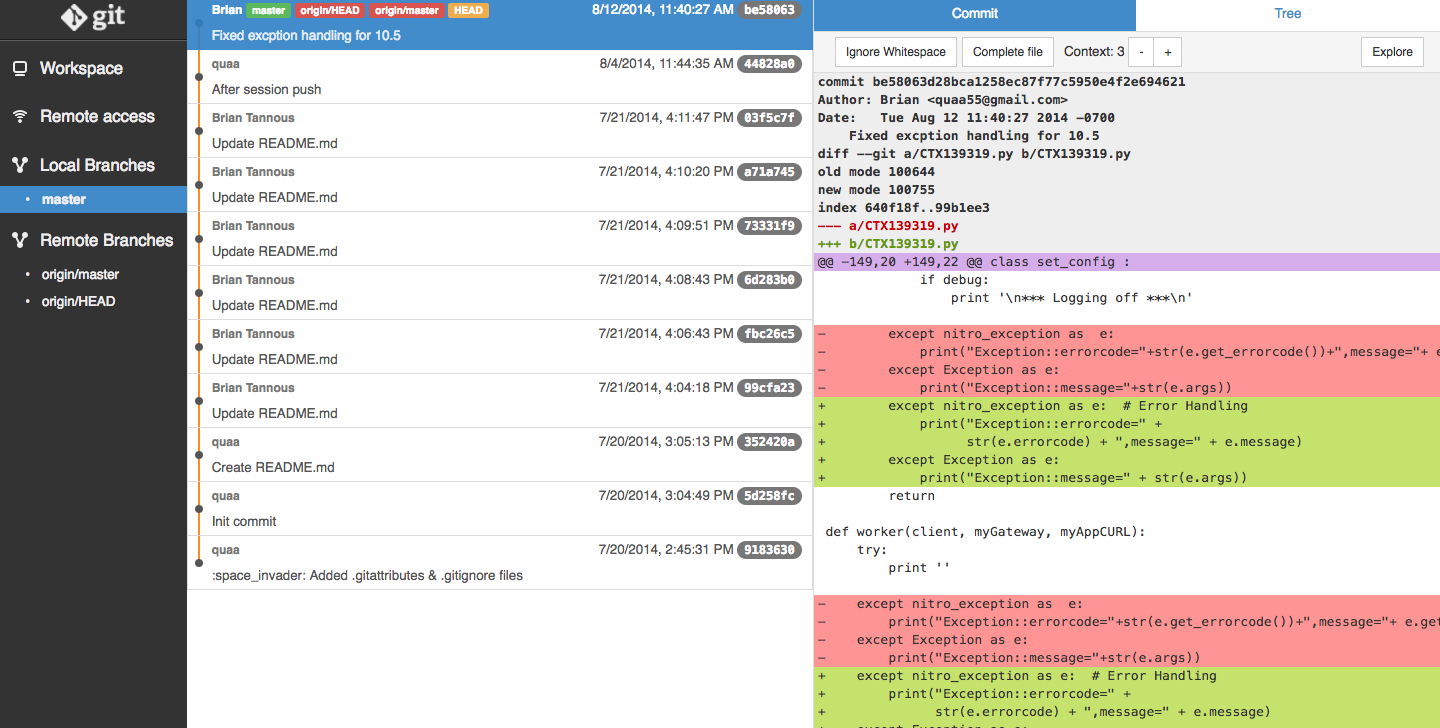 git
Workspace
Remote access
Local Branches
master
Remote Branches
origin/master
origin/HEAD
Brian master origin/HEAD origin/master HEAD 8/12/2014, 11:40:27 AM be58063
Fixed excption handling for 10.5
quaa 8/4/2014, 11:44:35 AM 44828a0
After session push
Brian Tannous 7/21/2014, 4:11:47 PM 03f5c7f
Update README.md
Brian Tannous 7/21/2014, 4:10:20 PM a71a745
Update README.md
Brian Tannous 7/21/2014, 4:09:51 PM 73331f9
Update README.md
Brian Tannous 7/21/2014, 4:08:43 PM 6d283b0
Update README.md
Brian Tannous 7/21/2014, 4:06:43 PM fbc26c5
Update README.md
Brian Tannous 7/21/2014, 4:04:18 PM 99cfa23
Update README.md
quaa 7/20/2014, 3:05:13 PM 352420a
Create README.md
quaa 7/20/2014, 3:04:49 PM 5d258fc
Init commit
quaa 7/20/2014, 2:45:31 PM 9183630
:space_invader: Added .gitattributes & .gitignore files
Commit Tree
Ignore Whitespace Complete file Context: 3 - + Explore
commit be58063d28bca1258ec87f77c5950e4f2e694621
Author: Brian <quaa55@gmail.com>
Date:   Tue Aug 12 11:40:27 2014 -0700
    Fixed excption handling for 10.5
diff --git a/CTX139319.py b/CTX139319.py
old mode 100644
new mode 100755
index 640f18f..99b1ee3
--- a/CTX139319.py
+++ b/CTX139319.py
@@ -149,20 +149,22 @@ class set_config :
             if debug:
                 print '\n*** Logging off ***\n'
-        except nitro_exception as  e:
-            print("Exception::errorcode="+str(e.get_errorcode())+",message="+ e
-        except Exception as e:
-            print("Exception::message="+str(e.args))
+        except nitro_exception as e:  # Error Handling
+            print("Exception::errorcode=" +
+                  str(e.errorcode) + ",message=" + e.message)
+        except Exception as e:
+            print("Exception::message=" + str(e.args))
         return
 def worker(client, myGateway, myAppCURL):
     try:
         print ''
-    except nitro_exception as  e:
-        print("Exception::errorcode="+str(e.get_errorcode())+",message="+ e.get
-    except Exception as e:
-        print("Exception::message="+str(e.args))
+    except nitro_exception as e:  # Error Handling
+        print("Exception::errorcode=" +
+              str(e.errorcode) + ",message=" + e.message)